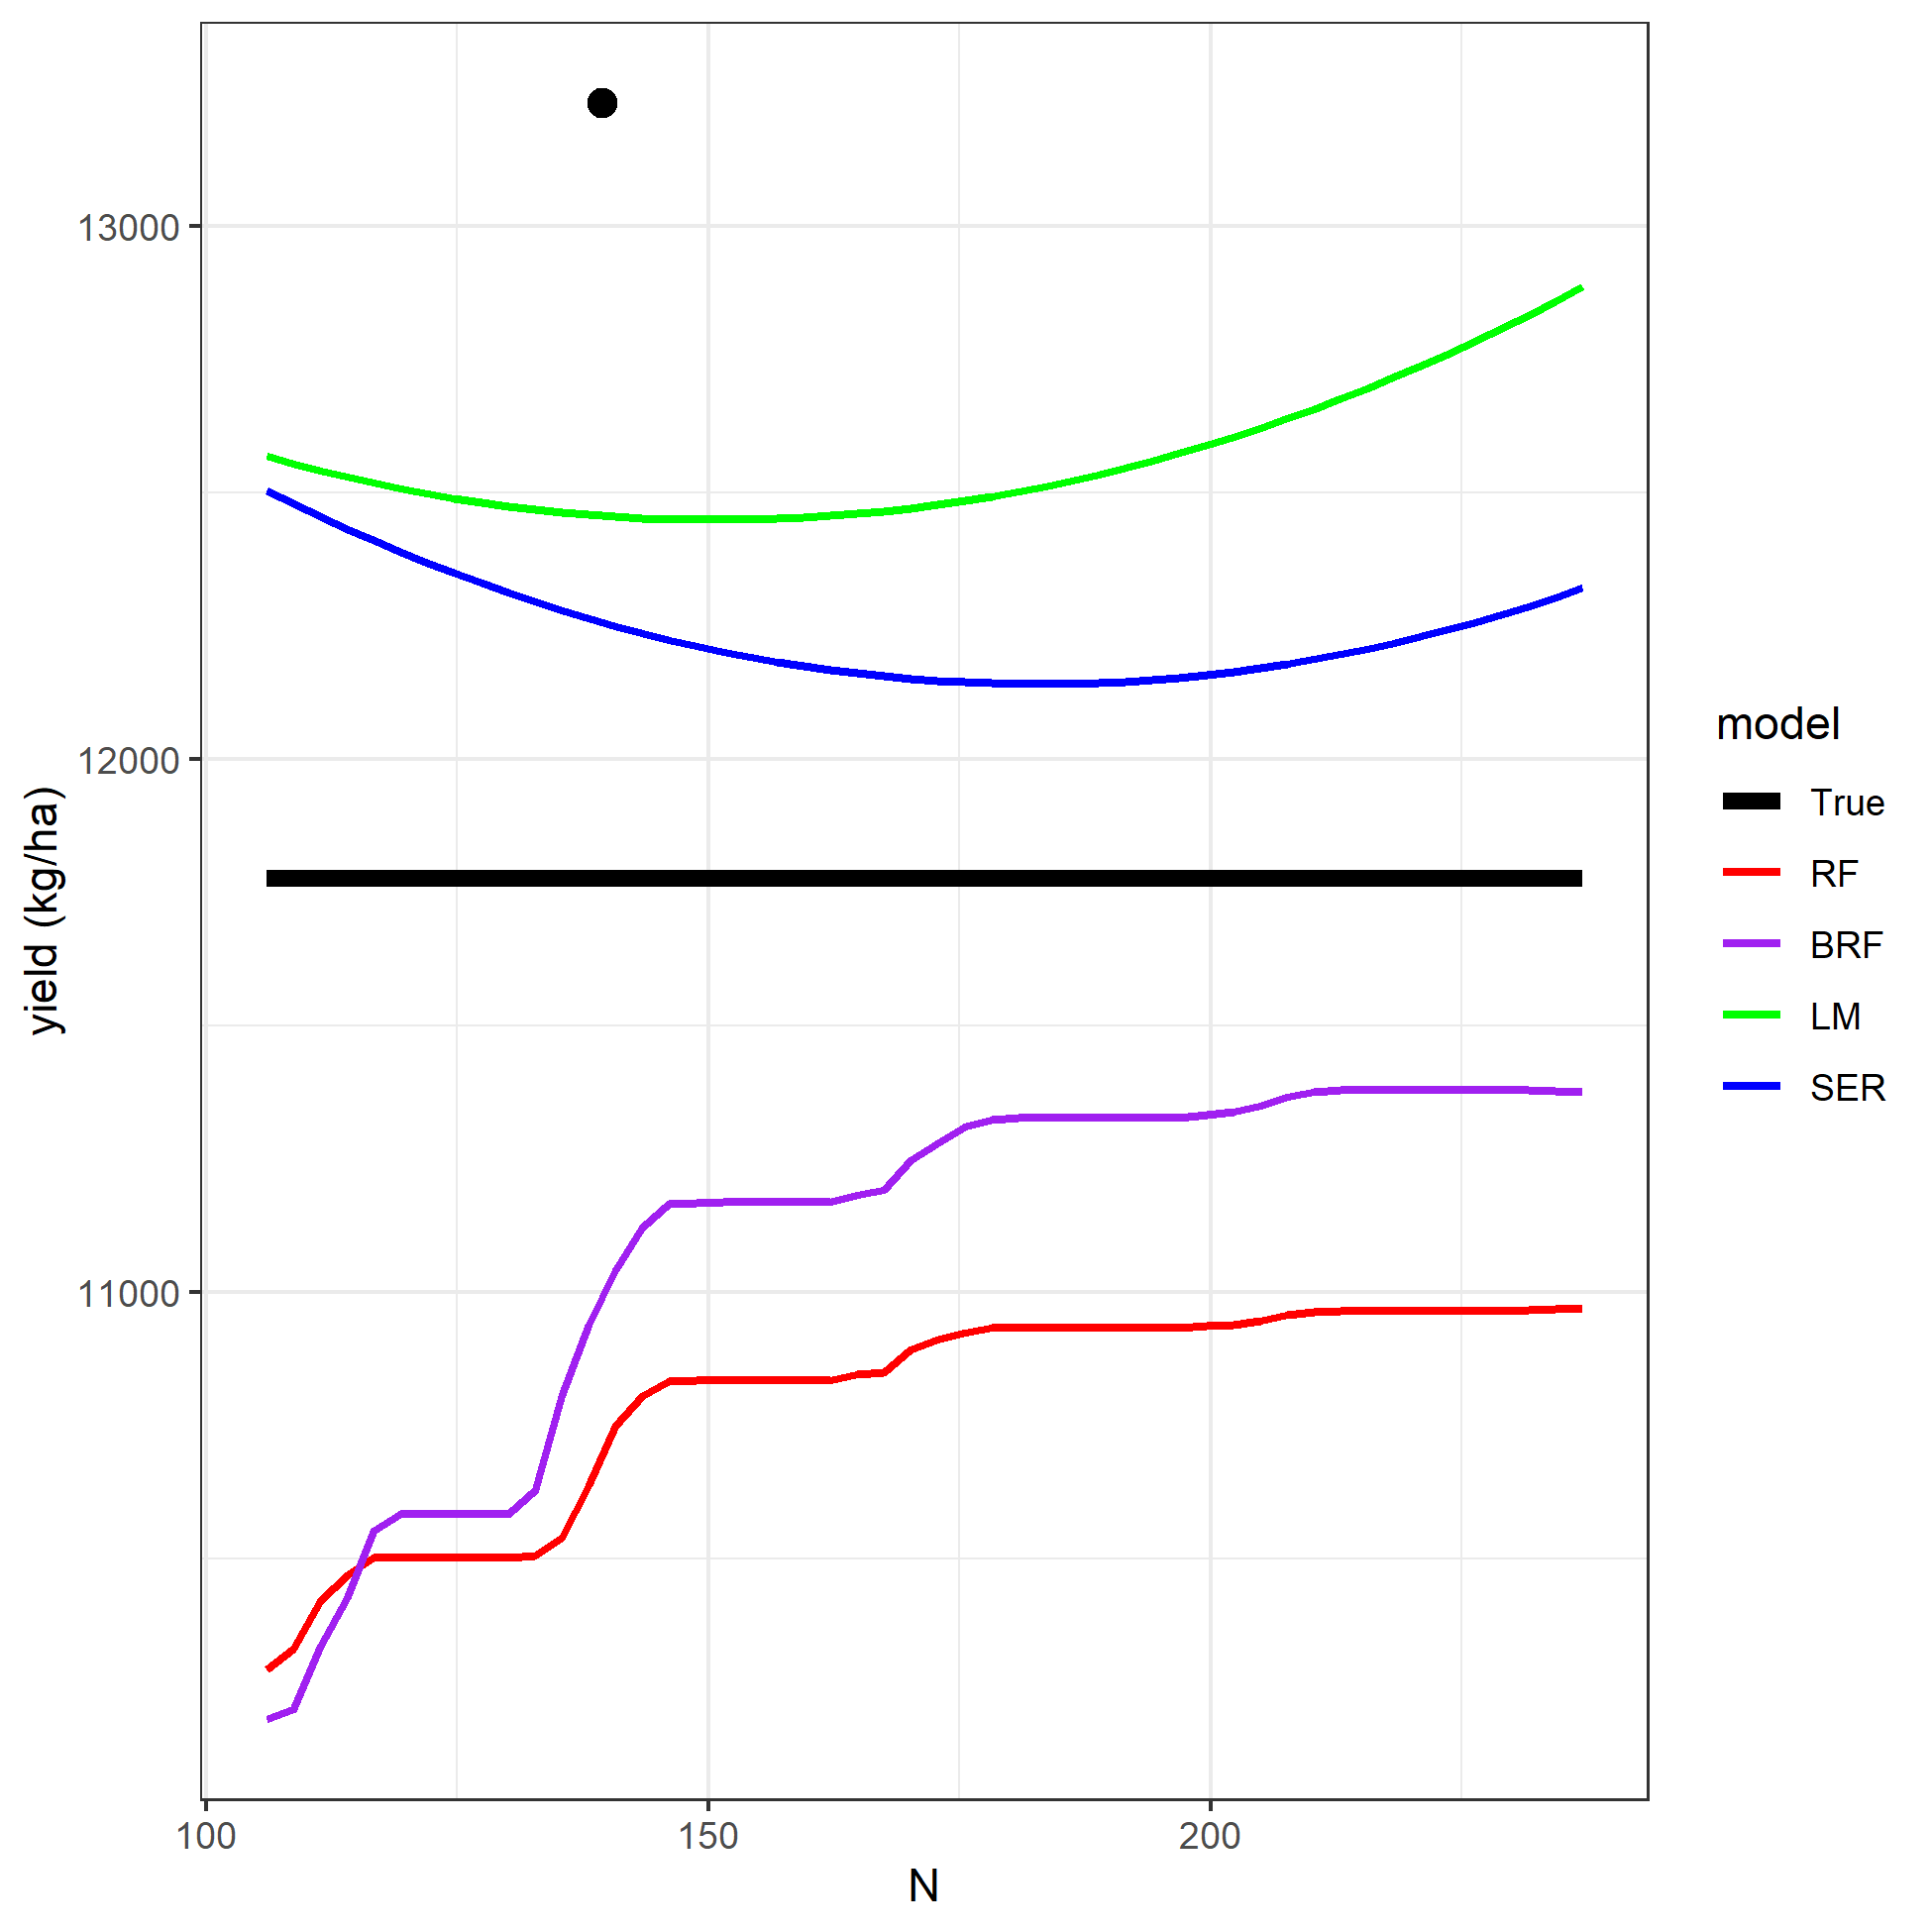 13000
12000
11000
yield (kg/ha)
100
150
200
N
model
True
RF
BRF
LM
SER